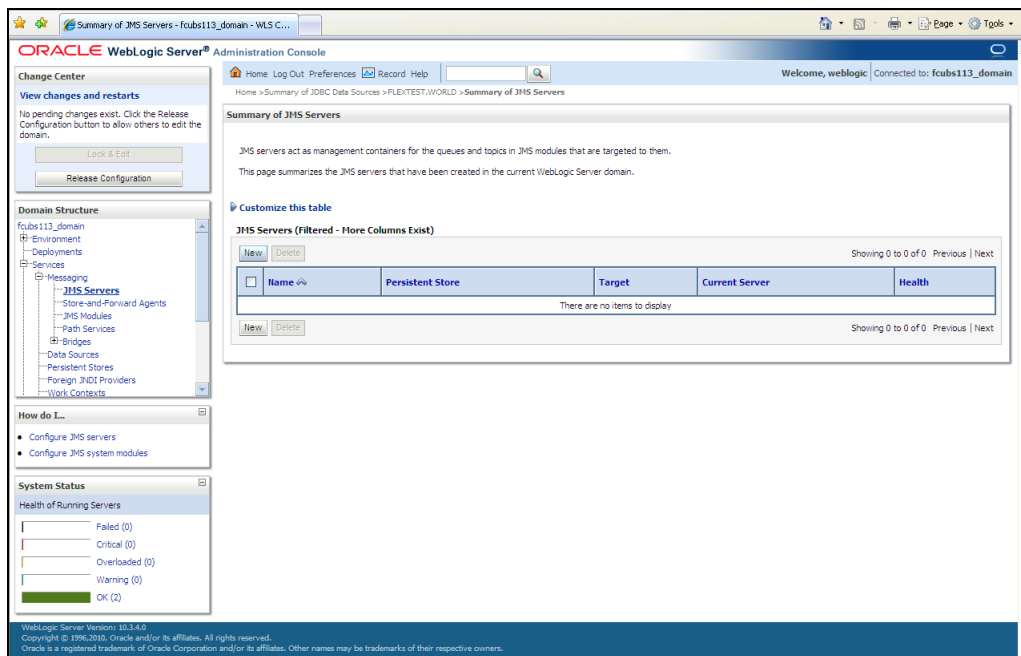 Summary of JMS Servers - fcubs113_domain - WLS C...
Page
Tools
ORACLE WebLogic Server® Administration Console
Change Center
View changes and restarts
No pending changes exist. Click the Release
Configuration button to allow others to edit the
domain.
Lock & Edit
Release Configuration
Domain Structure
fcubs113_domain
Environment
Deployments
Services
Messaging
JMS Servers
Store-and-Forward Agents
JMS Modules
Path Services
Bridges
Data Sources
Persistent Stores
Foreign JNDI Providers
Work Contexts
How do I...
Configure JMS servers
Configure JMS system modules
System Status
Health of Running Servers
Failed (0)
Critical (0)
Overloaded (0)
Warning (0)
OK (2)
Home Log Out Preferences Record Help
Welcome, weblogic Connected to: fcubs113_domain
Home >Summary of JDBC Data Sources >FLEXTEST.WORLD >Summary of JMS Servers
Summary of JMS Servers
JMS servers act as management containers for the queues and topics in JMS modules that are targeted to them.
This page summarizes the JMS servers that have been created in the current WebLogic Server domain.
Customize this table
JMS Servers (Filtered - More Columns Exist)
New Delete Showing 0 to 0 of 0 Previous | Next
Name Persistent Store Target Current Server Health
There are no items to display
New Delete Showing 0 to 0 of 0 Previous | Next
WebLogic Server Version: 10.3.4.0
Copyright © 1996,2010, Oracle and/or its affiliates. All rights reserved.
Oracle is a registered trademark of Oracle Corporation and/or its affiliates. Other names may be trademarks of their respective owners.